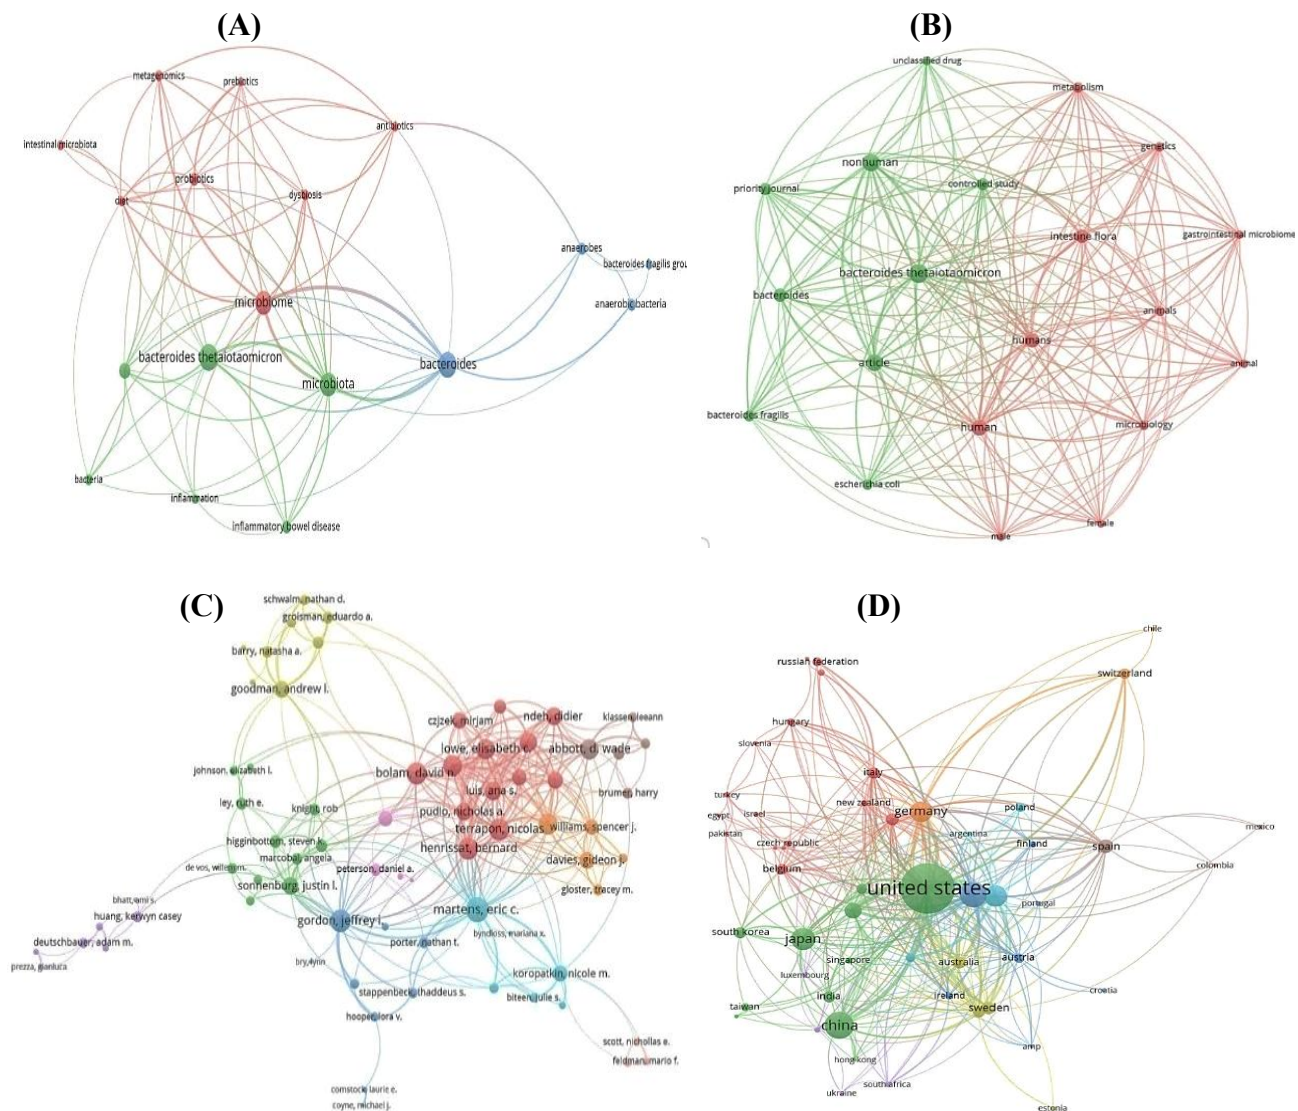 (A)
metagenomics
prebiotics
antibiotics
intestinal microbiota
probiotics
dysbiosis
diet
anaerobes
bacteroides fragilis grou
anaerobic bacteria
microbiome
bacteroides thetaiotaomicron
bacteroides
microbiota
bacteria
inflammation
inflammatory bowel disease
(B)
unclassified drug
metabolism
genetics
nonhuman
controlled study
priority journal
intestine flora
gastrointestinal microbiome
bacteroides thetaiotaomicron
bacteroides
animals
humans
article
animal
bacteroides fragilis
human
microbiology
escherichia coli
female
male
(C)
schwalm, nathan d.
groisman, eduardo a.
barry, natasha a.
goodman, andrew l.
czjzek, mirjam
ndeh, didier
klassen, leeann
lowe, elisabeth c.
abbott, d. wade
johnson, elizabeth l.
bolam, david n.
luis, ana s.
brumer, harry
ley, ruth e.
knight, rob
pudlo, nicholas a.
terrapon, nicolas
williams, spencer j.
higginbottom, steven k.
henrissat, bernard
marcobal, angela
davies, gideon j.
de vos, willem m.
peterson, daniel a.
sonnenburg, justin l.
gloster, tracey m.
bhatt, ami s.
huang, kerwyn casey
gordon, jeffrey i.
martens, eric c.
deutschbauer, adam m.
porter, nathan t.
byndloss, mariana x.
prezza, gianluca
bry, lynn
koropatkin, nicole m.
stappenbeck, thaddeus s.
biteen, julie s.
hooper, lora v.
scott, nichollas e.
feldman, mario f.
comstock, laurie e.
coyne, michael j.
(D)
chile
russian federation
switzerland
hungary
slovenia
italy
turkey
new zealand
germany
poland
egypt
israel
argentina
mexico
pakistan
czech republic
finland
spain
belgium
colombia
united states
portugal
south korea
japan
singapore
australia
austria
luxembourg
india
ireland
croatia
taiwan
china
sweden
hong kong
amp
ukraine
south africa
estonia